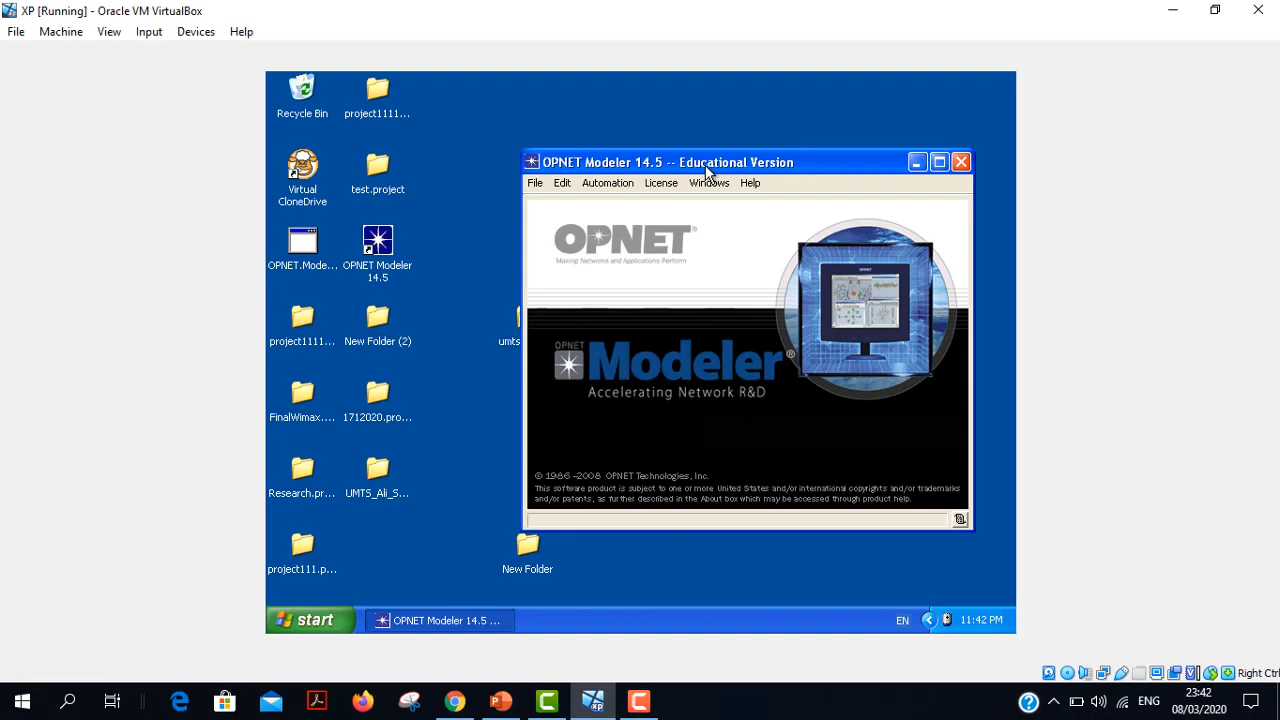 XP [Running] - Oracle VM VirtualBox
File Machine View Input Devices Help
Recycle Bin
project1111...
Virtual CloneDrive
test.project
OPNET.Mode...
OPNET Modeler 14.5
project1111...
New Folder (2)
umts
FinalWimax....
1712020.pro...
Research.pr...
UMTS_Ali_S...
project111.p...
New Folder
OPNET Modeler 14.5 -- Educational Version
File Edit Automation License Windows Help
OPNET®
Making Networks and Applications Perform
OPNET
Modeler®
Accelerating Network R&D
OPNET
© 1986 -2008 OPNET Technologies, Inc.
This software product is subject to one or more United States and/or international copyrights and/or trademarks
and/or patents, as further described in the About box which may be accessed through product help.
start
OPNET Modeler 14.5 ...
EN
11:42 PM
Right Ctrl
XP
ENG
23:42
08/03/2020